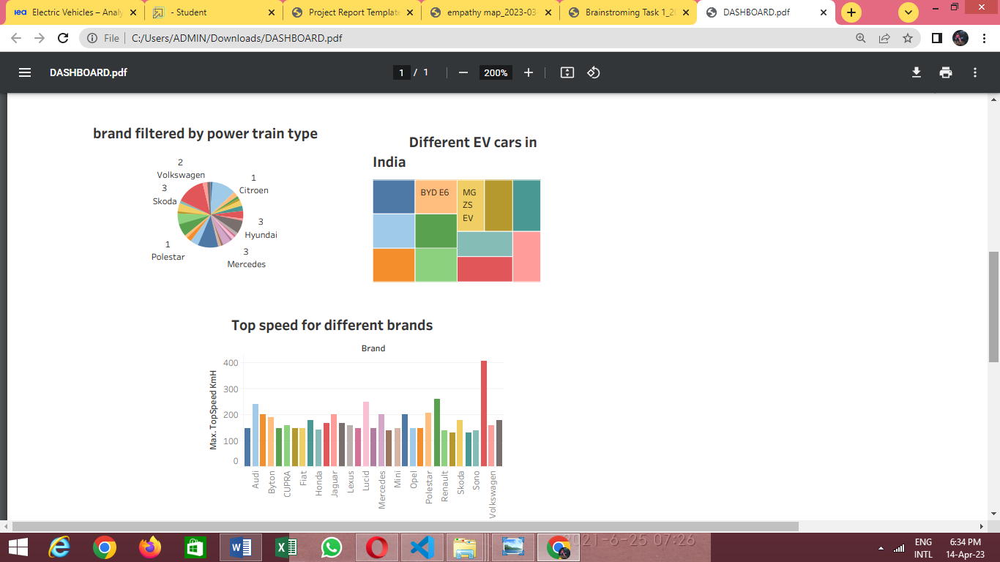 iea
Electric Vehicles – Analy
- Student
Project Report Template
empathy map_2023-03-
Brainstroming Task 1_20
DASHBOARD.pdf
File
C:/Users/ADMIN/Downloads/DASHBOARD.pdf
DASHBOARD.pdf
1 / 1
200%
brand filtered by power train type
2
Volkswagen
3
Skoda
1
Polestar
1
Citroen
3
Hyundai
3
Mercedes
Different EV cars in
India
BYD E6
MG
ZS
EV
Top speed for different brands
Brand
Max. TopSpeed KmH
400
300
200
100
0
Audi
Byton
CUPRA
Fiat
Honda
Jaguar
Lexus
Lucid
Mercedes
Mini
Opel
Polestar
Renault
Skoda
Sono
Volkswagen
2021-6-25 07:26
ENG
INTL
6:34 PM
14-Apr-23